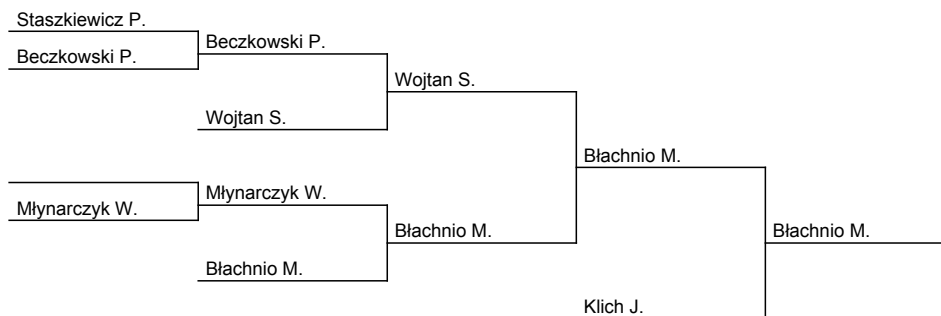 Staszkiewicz P.
Beczkowski P.
Beczkowski P.
Wojtan S.
Wojtan S.
Błachnio M.
Młynarczyk W.
Młynarczyk W.
Błachnio M.
Błachnio M.
Błachnio M.
Klich J.